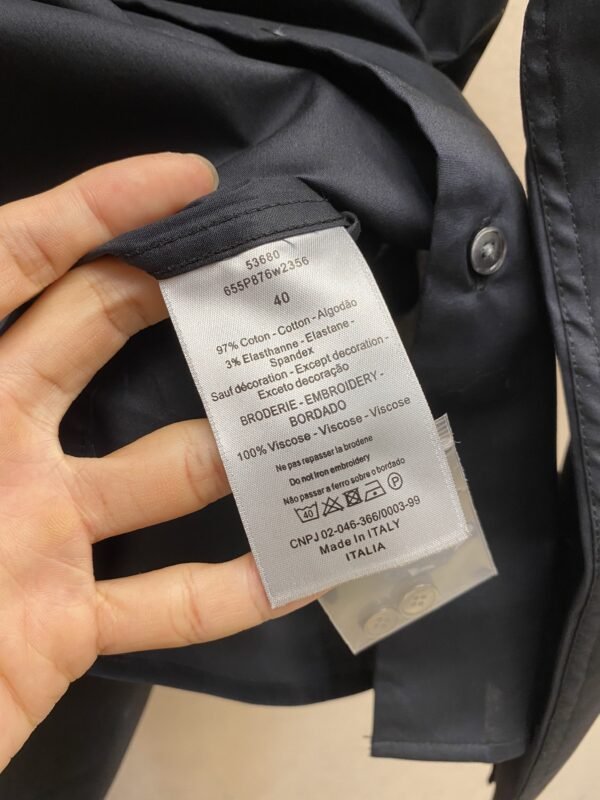 53680
655P876w2356
40
97% Coton - Cotton - Algodão
3% Elasthanne - Elastane -
Spandex
Sauf décoration - Except decoration -
Exceto decoração
BRODERIE - EMBROIDERY -
BORDADO
100% Viscose - Viscose - Viscose
Ne pas repasser la brodene
Do not Iron embroidery
Não passar a ferro sobre o bordado
40 P
CNPJ 02-046-366/0003-99
Made In ITALY
ITALIA